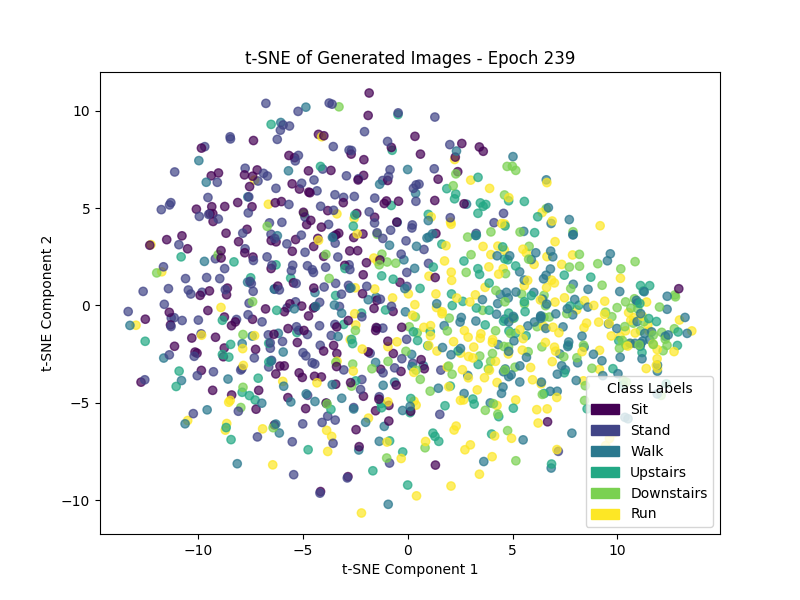 t-SNE of Generated Images - Epoch 239
10
5
0
−5
−10
t-SNE Component 2
−10
−5
0
5
10
t-SNE Component 1
Class Labels
Sit
Stand
Walk
Upstairs
Downstairs
Run